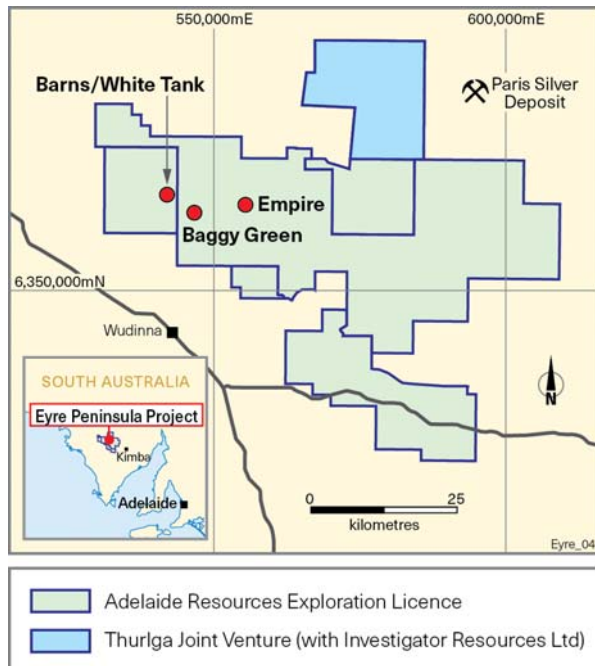 550,000mE
600,000mE
Barns/White Tank
Paris Silver
Deposit
Empire
Baggy Green
6,350,000mN
Wudinna
N
SOUTH AUSTRALIA
Eyre Peninsula Project
Kimba
Adelaide
0
25
kilometres
Eyre_04
Adelaide Resources Exploration Licence
Thurlga Joint Venture (with Investigator Resources Ltd)